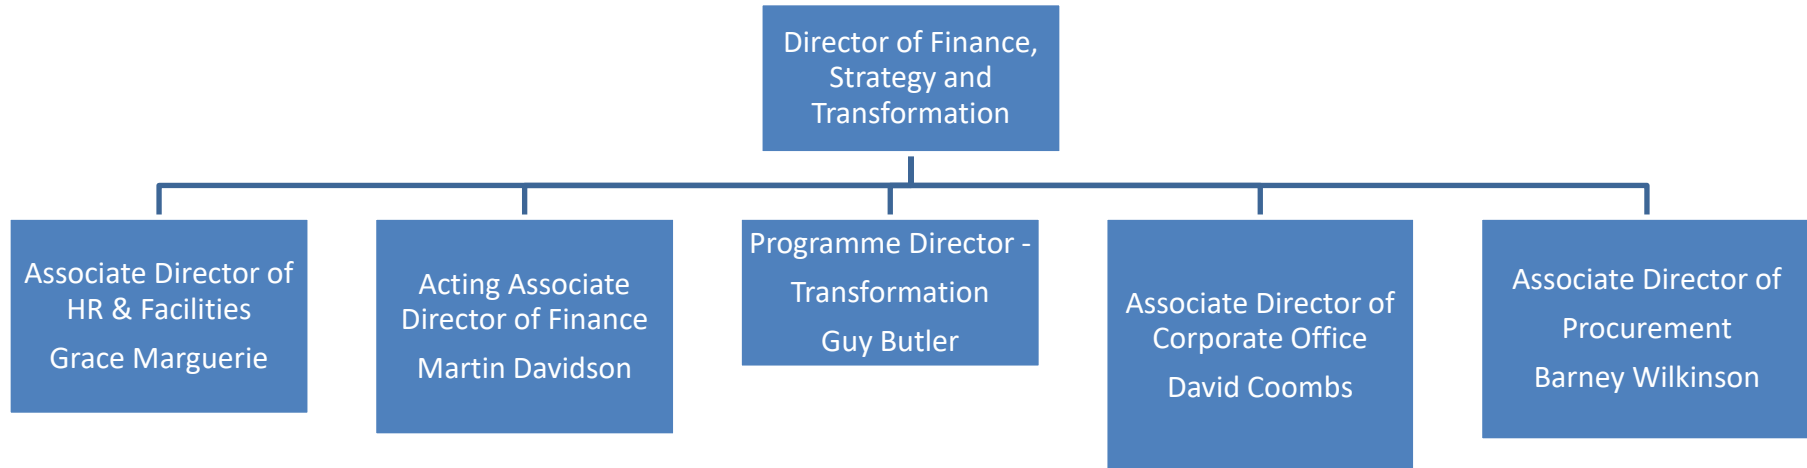 Director of Finance,
Strategy and
Transformation
Associate Director of
HR & Facilities
Grace Marguerie
Acting Associate
Director of Finance
Martin Davidson
Programme Director -
Transformation
Guy Butler
Associate Director of
Corporate Office
David Coombs
Associate Director of
Procurement
Barney Wilkinson